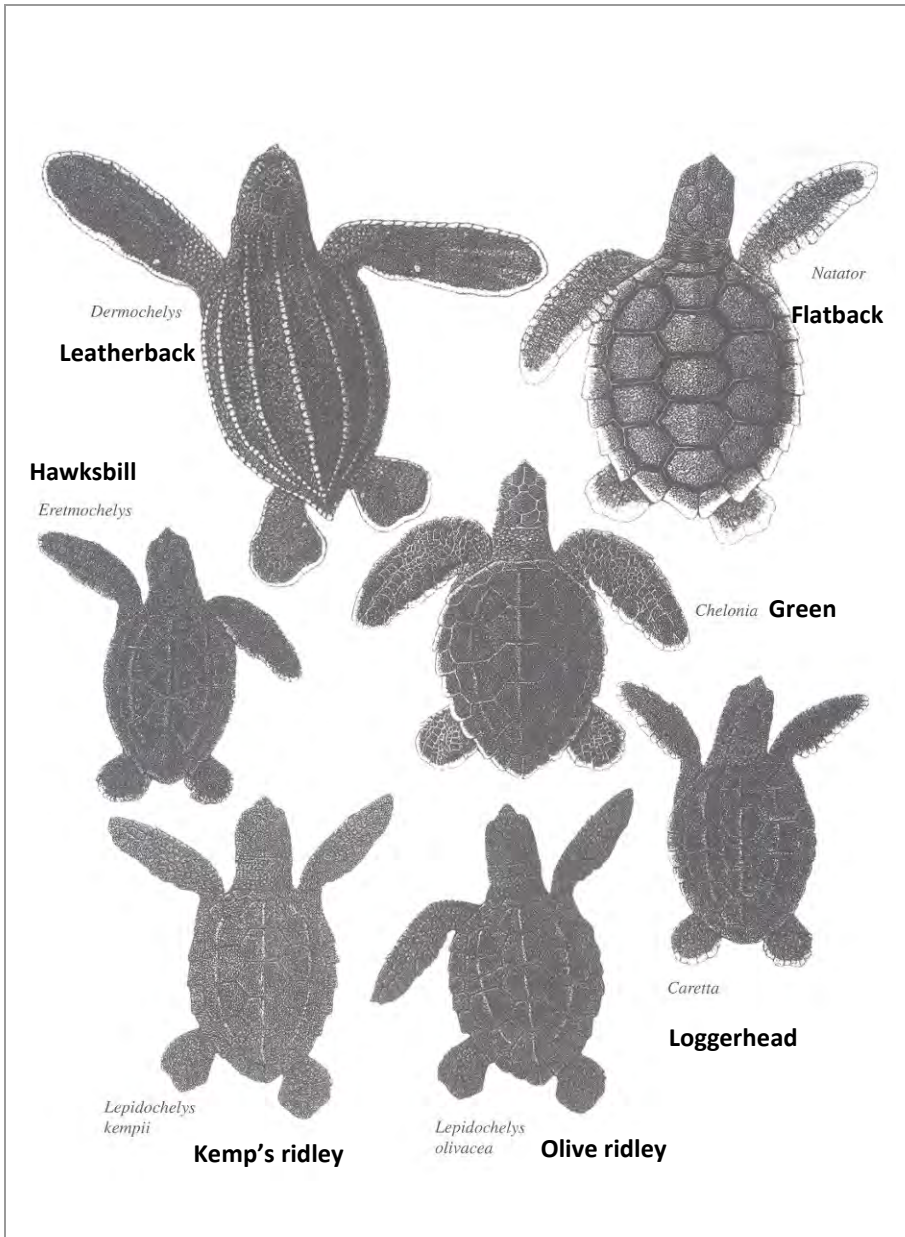 Dermochelys
Leatherback
Natator
Flatback
Hawksbill
Eretmochelys
Chelonia Green
Caretta
Loggerhead
Lepidochelys
kempii
Kemp's ridley
Lepidochelys
olivacea
Olive ridley